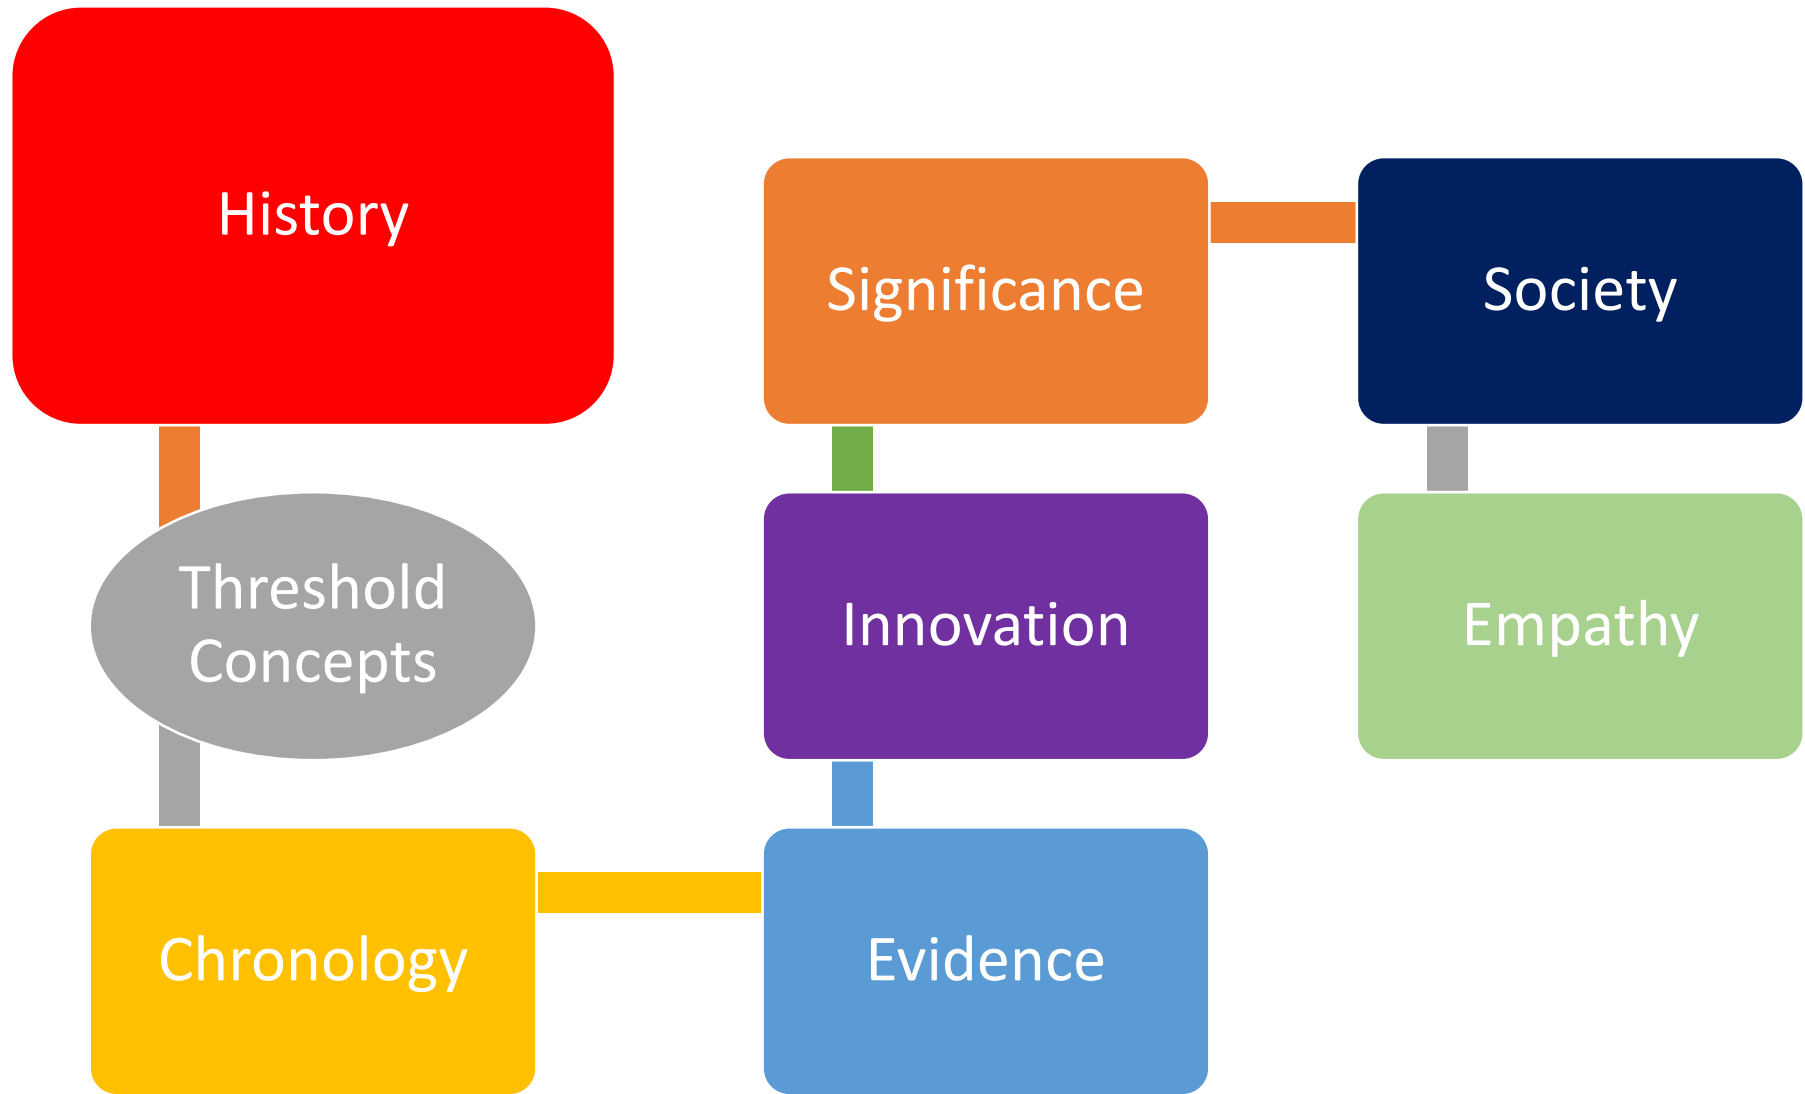 History
Threshold
Concepts
Chronology
Evidence
Innovation
Significance
Society
Empathy